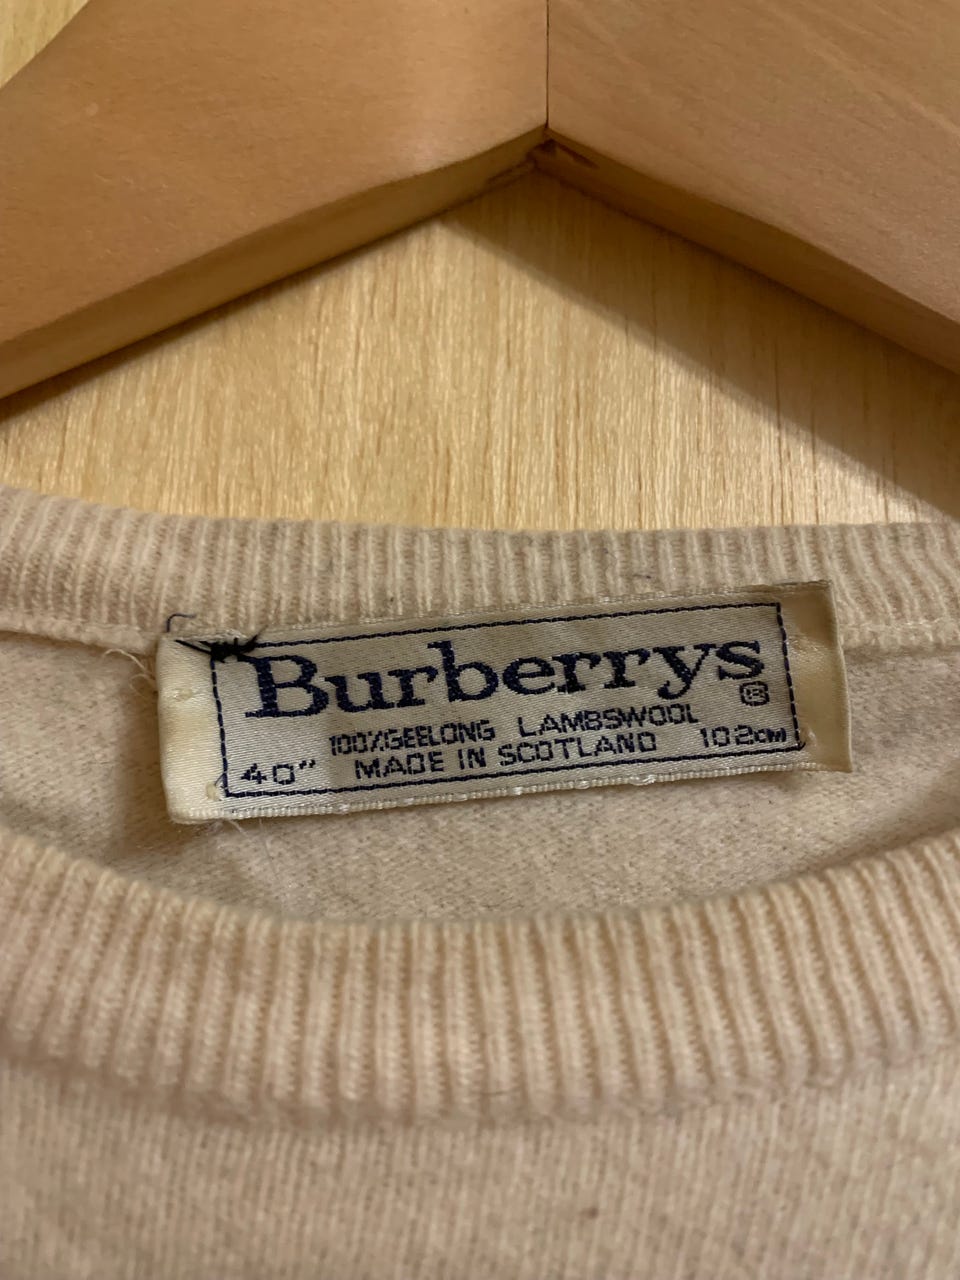 Burberrys
®
100%GEELONG LAMBSWOOL
40" MADE IN SCOTLAND 102cm